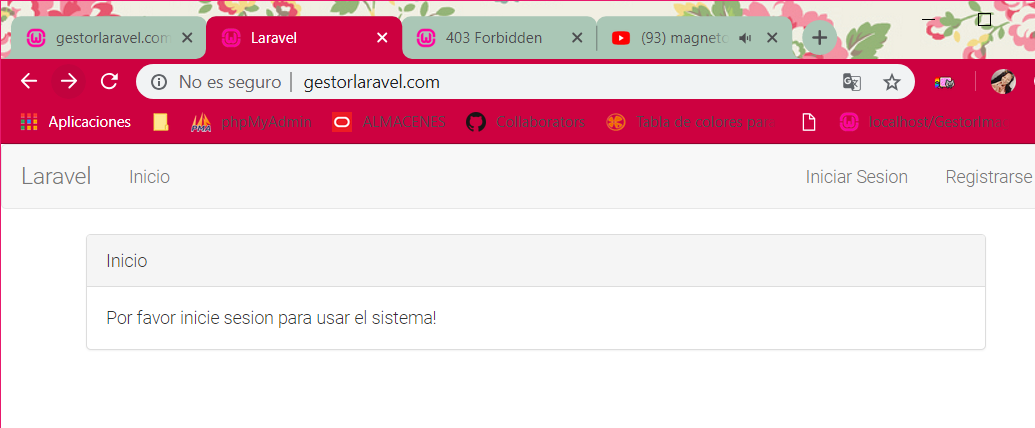 gestorlaravel.com
Laravel
403 Forbidden
(93) magneto
No es seguro | gestorlaravel.com
Aplicaciones
phpMyAdmin
ALMACENES
Collaborators
Tabla de colores par
localhost/Gestor
Laravel
Inicio
Iniciar Sesion
Registrarse
Inicio
Por favor inicie sesion para usar el sistema!